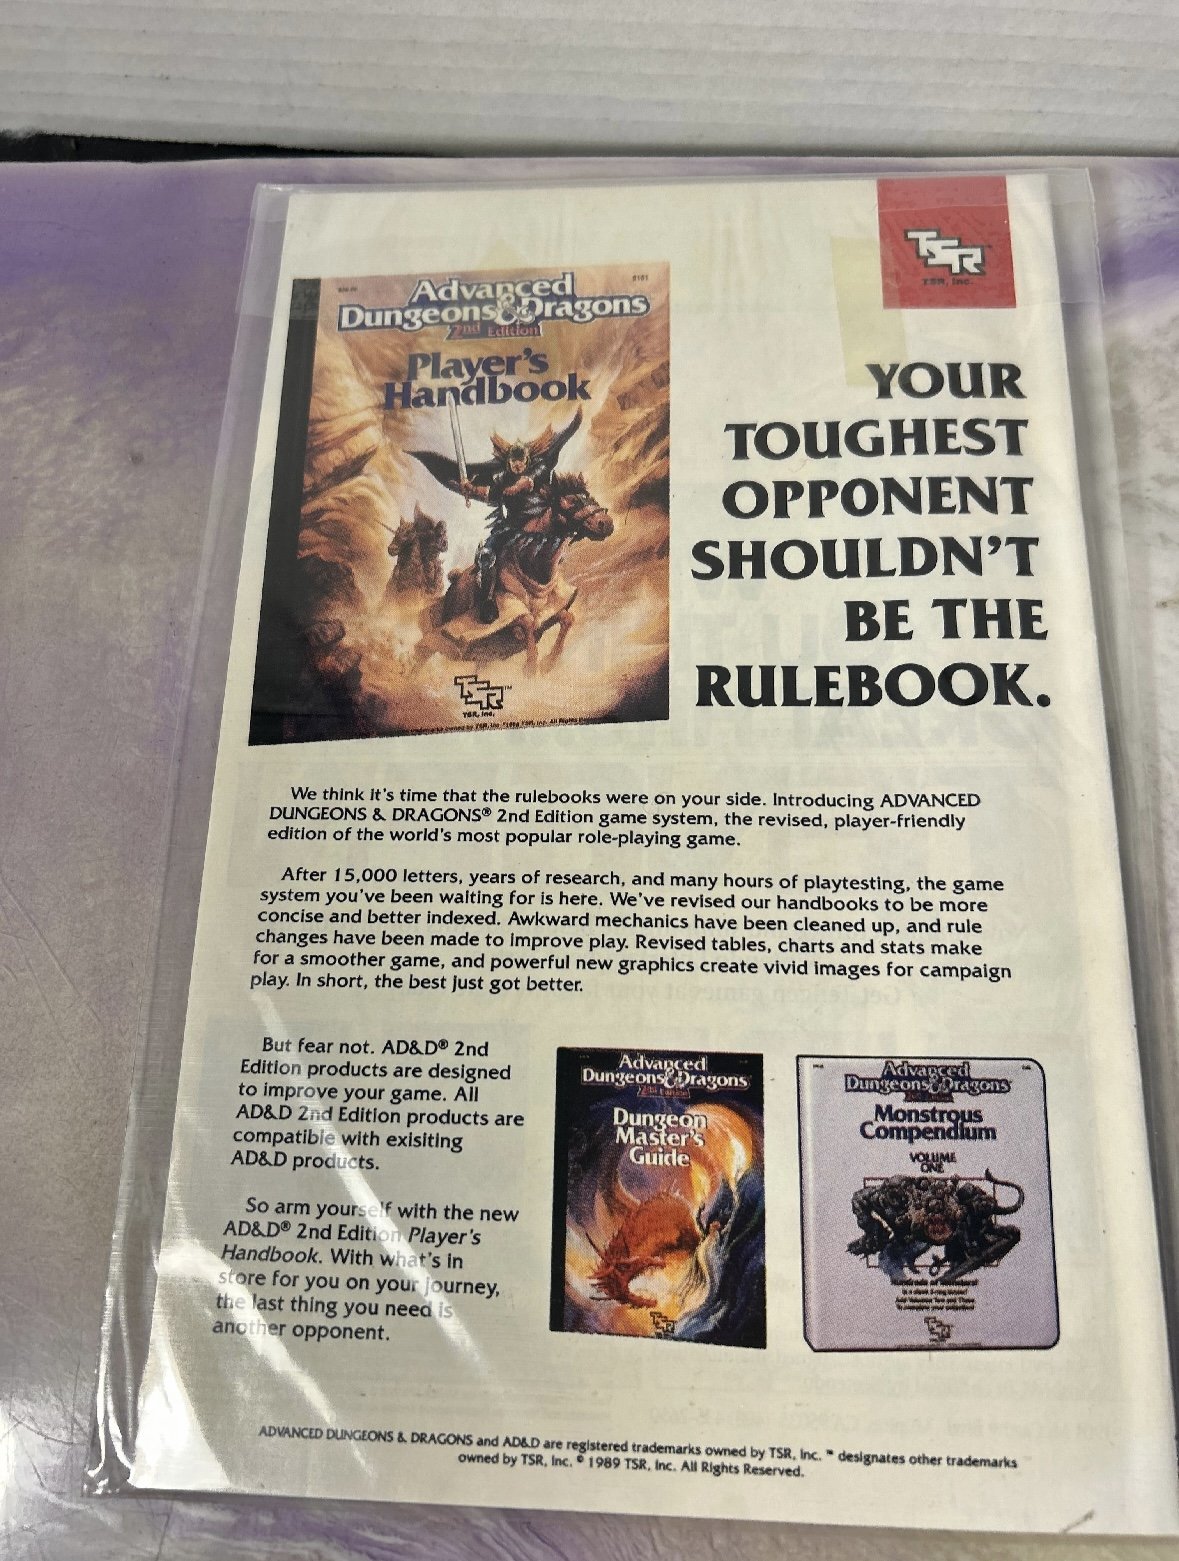 TSR
TSR, Inc.
Advanced
Dungeons & Dragons
2nd Edition
Player's
Handbook
TSR™
TSR, Inc.
YOUR
TOUGHEST
OPPONENT
SHOULDN'T
BE THE
RULEBOOK.
We think it's time that the rulebooks were on your side. Introducing ADVANCED
DUNGEONS & DRAGONS® 2nd Edition game system, the revised, player-friendly
edition of the world's most popular role-playing game.
After 15,000 letters, years of research, and many hours of playtesting, the game
system you've been waiting for is here. We've revised our handbooks to be more
concise and better indexed. Awkward mechanics have been cleaned up, and rule
changes have been made to improve play. Revised tables, charts and stats make
for a smoother game, and powerful new graphics create vivid images for campaign
play. In short, the best just got better.
But fear not. AD&D® 2nd
Edition products are designed
to improve your game. All
AD&D 2nd Edition products are
compatible with exisiting
AD&D products.
So arm yourself with the new
AD&D® 2nd Edition Player's
Handbook. With what's in
store for you on your journey,
the last thing you need is
another opponent.
Advanced
Dungeons & Dragons
2nd Edition
Dungeon
Master's
Guide
TSR
Advanced
Dungeons & Dragons
Monstrous
Compendium
VOLUME
ONE
TSR
ADVANCED DUNGEONS & DRAGONS and AD&D are registered trademarks owned by TSR, Inc. ™ designates other trademarks
owned by TSR, Inc. © 1989 TSR, Inc. All Rights Reserved.